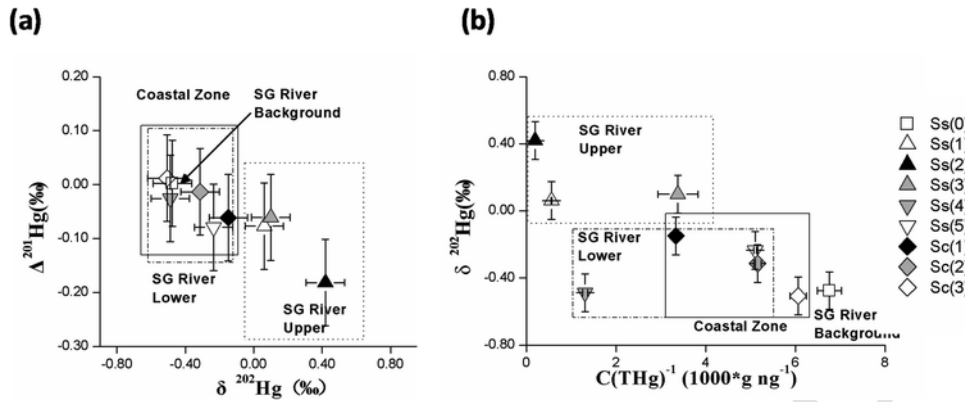 (a)
(b)
0.20
0.10
0.00
-0.10
-0.20
-0.30
Δ ²⁰¹Hg(‰)
Coastal Zone
SG River
Background
SG River
Lower
SG River
Upper
-0.80
-0.40
-0.00
0.40
0.80
δ ²⁰²Hg (‰)
0.80
0.40
0.00
-0.40
-0.80
δ ²⁰²Hg(‰)
SG River
Upper
SG River
Lower
Coastal Zone
SG River
Background
0
2
4
6
8
C(THg)⁻¹ (1000*g ng⁻¹)
Ss(0)
Ss(1)
Ss(2)
Ss(3)
Ss(4)
Ss(5)
Sc(1)
Sc(2)
Sc(3)